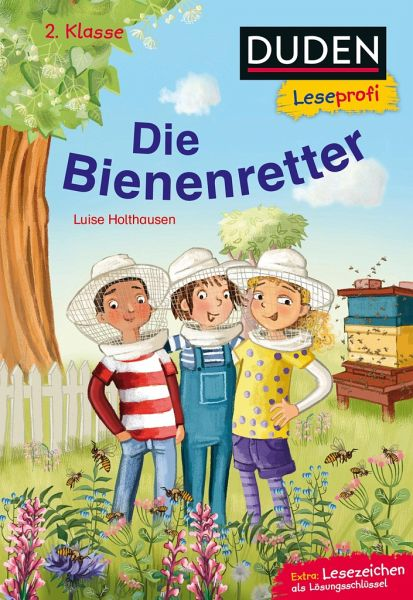 2. Klasse
DUDEN
Leseprofi
Die
Bienenretter
Luise Holthausen
Extra: Lesezeichen
als Lösungsschlüssel